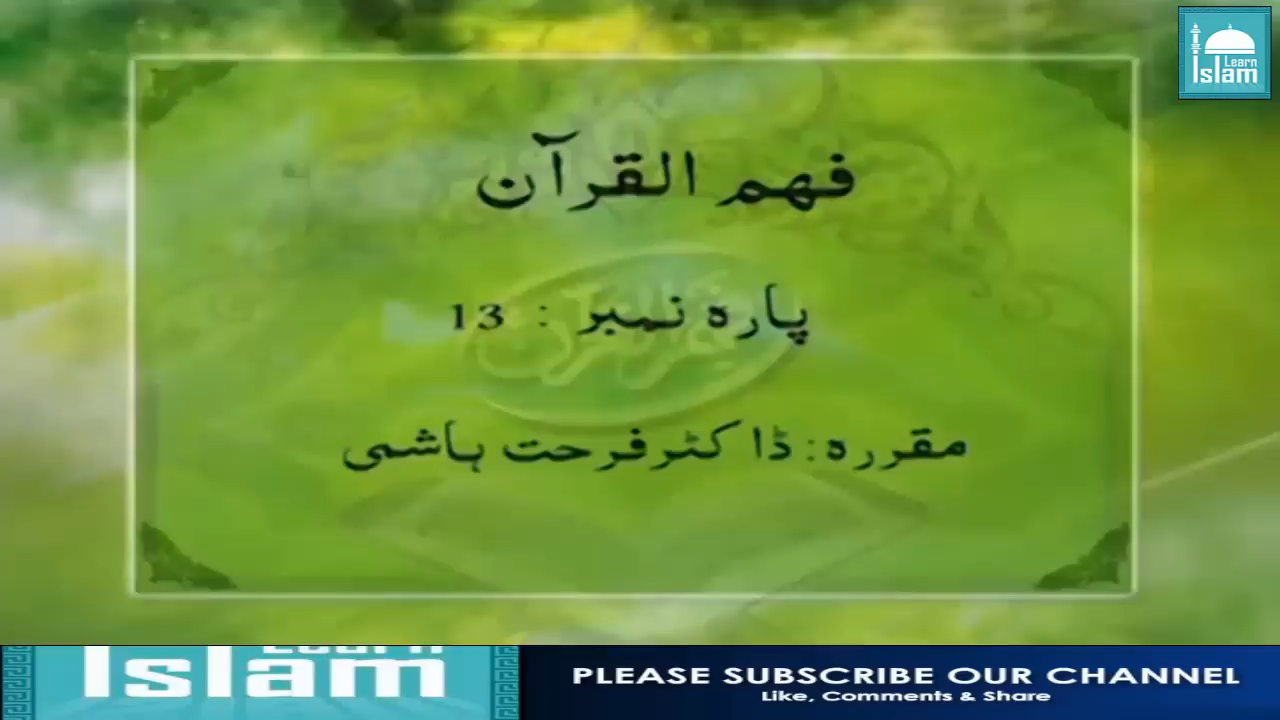 Learn
Islam
فہم القرآن
پارہ نمبر : 13
مقررہ: ڈاکٹر فرحت ہاشمی
Learn
Islam
PLEASE SUBSCRIBE OUR CHANNEL
Like, Comments & Share